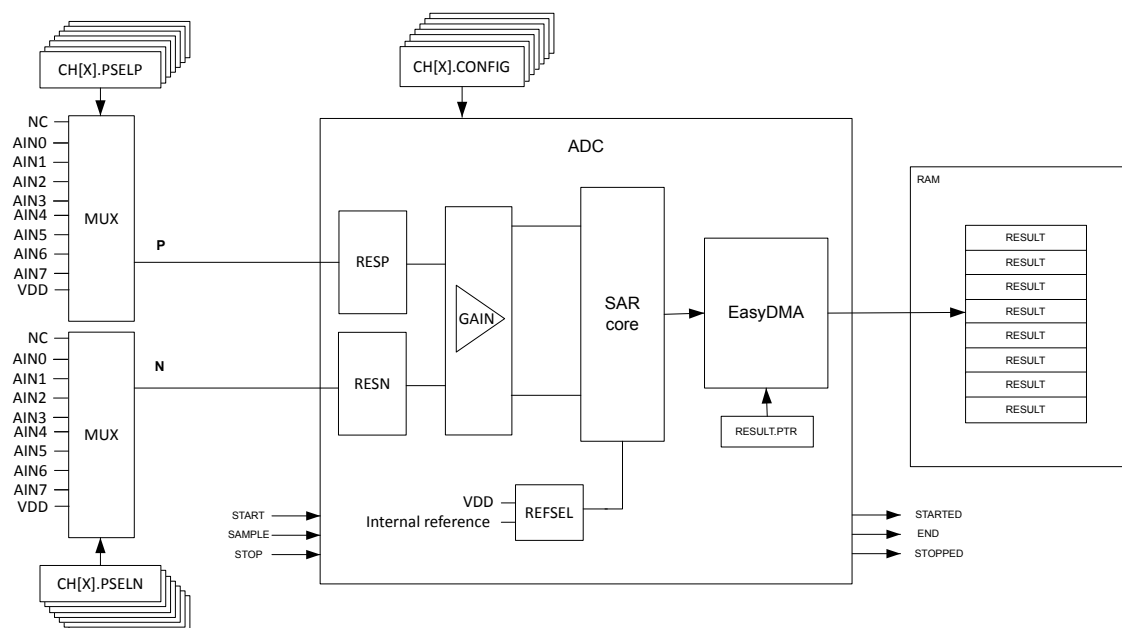 CH[X].PSELP
CH[X].CONFIG
NC
AIN0
AIN1
AIN2
AIN3
AIN4
AIN5
AIN6
AIN7
VDD
MUX
P
ADC
RESP
GAIN
SAR
core
EasyDMA
RAM
RESULT
RESULT
RESULT
RESULT
RESULT
RESULT
RESULT
RESULT
NC
AIN0
AIN1
AIN2
AIN3
AIN4
AIN5
AIN6
AIN7
VDD
MUX
N
RESN
RESULT.PTR
VDD
Internal reference
REFSEL
START
SAMPLE
STOP
STARTED
END
STOPPED
CH[X].PSELN